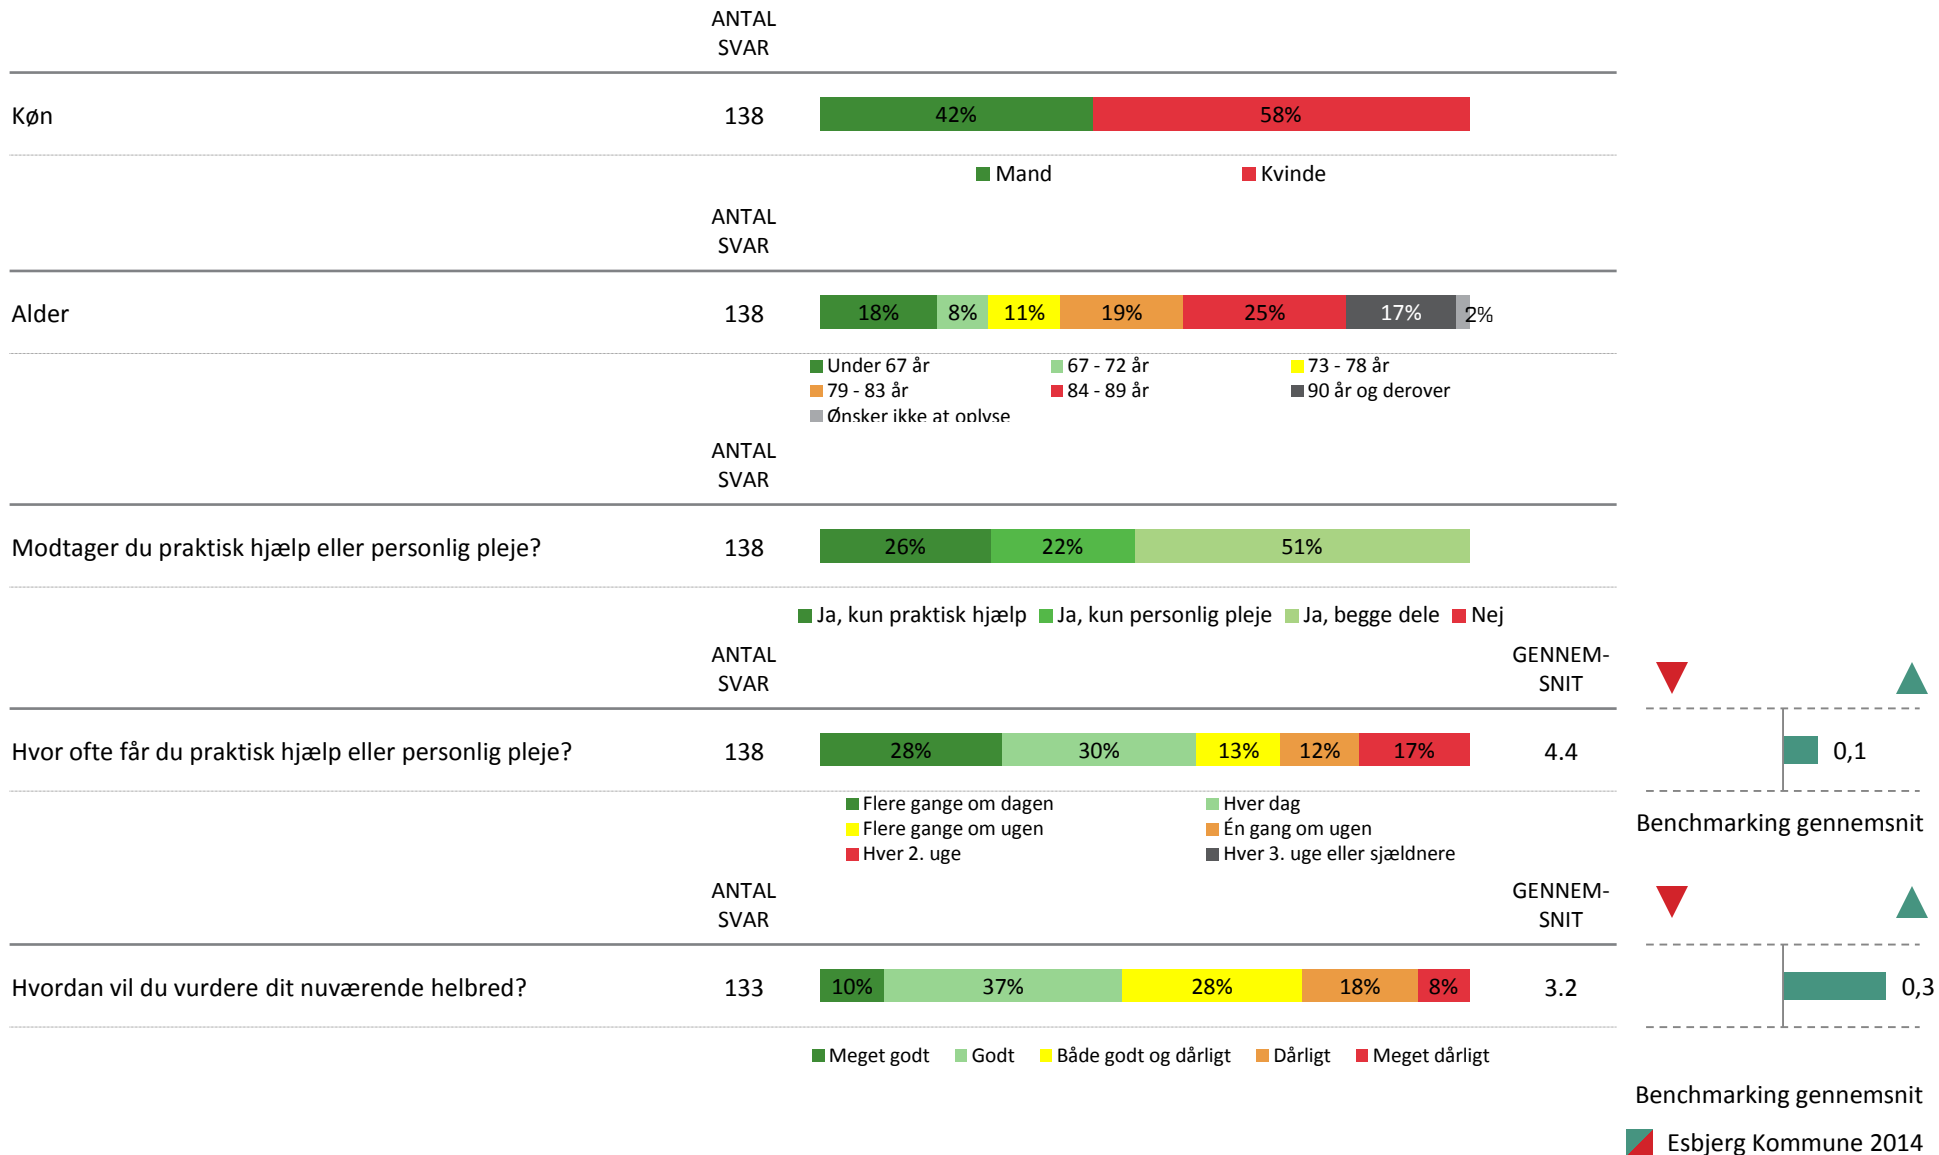 ANTAL
SVAR
Køn 138 42% 58%
Mand Kvinde
ANTAL
SVAR
Alder 138 18% 8% 11% 19% 25% 17% 2%
Under 67 år 67 - 72 år 73 - 78 år
79 - 83 år 84 - 89 år 90 år og derover
Ønsker ikke at oplyse
ANTAL
SVAR
Modtager du praktisk hjælp eller personlig pleje? 138 26% 22% 51%
Ja, kun praktisk hjælp Ja, kun personlig pleje Ja, begge dele Nej
ANTAL GENNEM-
SVAR SNIT
Hvor ofte får du praktisk hjælp eller personlig pleje? 138 28% 30% 13% 12% 17% 4.4 0,1
Flere gange om dagen Hver dag
Flere gange om ugen Én gang om ugen
Benchmarking gennemsnit
Hver 2. uge Hver 3. uge eller sjældnere
ANTAL GENNEM-
SVAR SNIT
Hvordan vil du vurdere dit nuværende helbred? 133 10% 37% 28% 18% 8% 3.2 0,3
Meget godt Godt Både godt og dårligt Dårligt Meget dårligt
Benchmarking gennemsnit
Esbjerg Kommune 2014